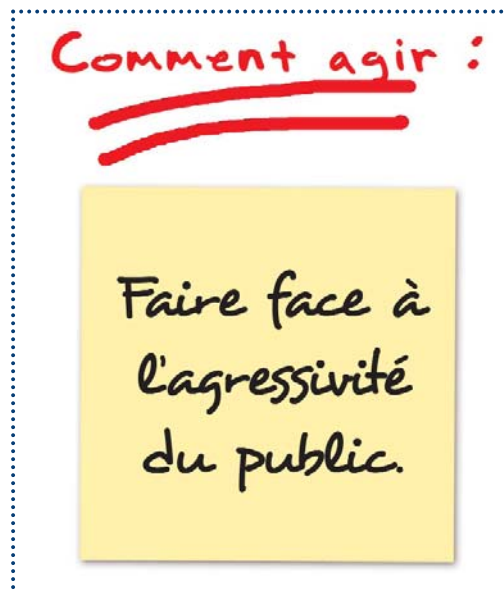 Comment agir :
Faire face à
l'agressivité
du public.